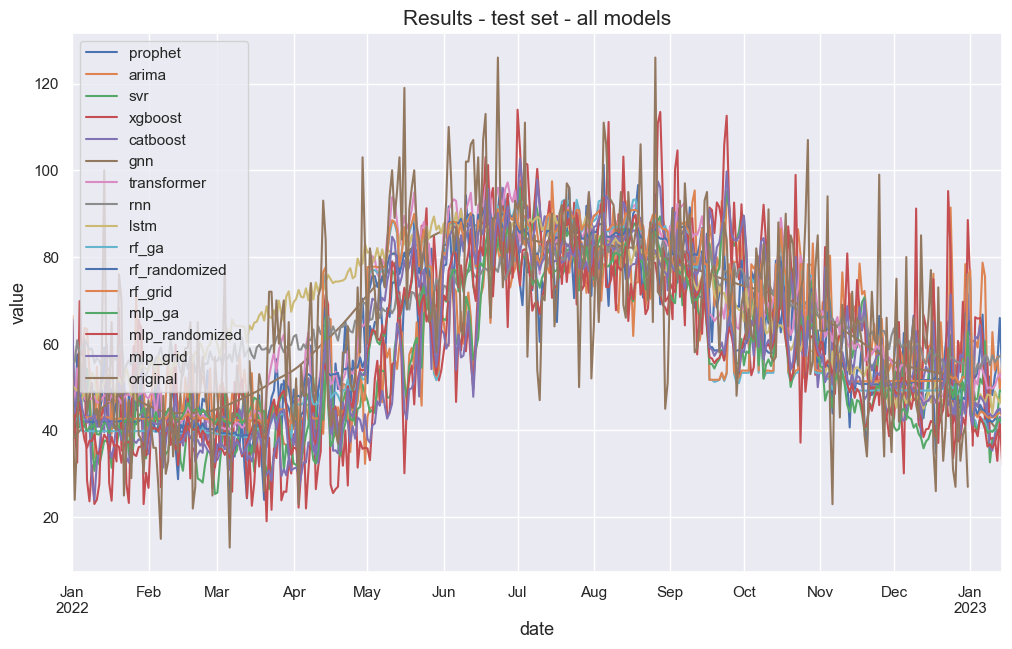 Results - test set - all models
prophet
arima
svr
xgboost
catboost
gnn
transformer
rnn
lstm
rf_ga
rf_randomized
rf_grid
mlp_ga
mlp_randomized
mlp_grid
original
120
100
80
60
40
20
value
Jan Feb Mar Apr May Jun Jul Aug Sep Oct Nov Dec Jan
2022 2023
date